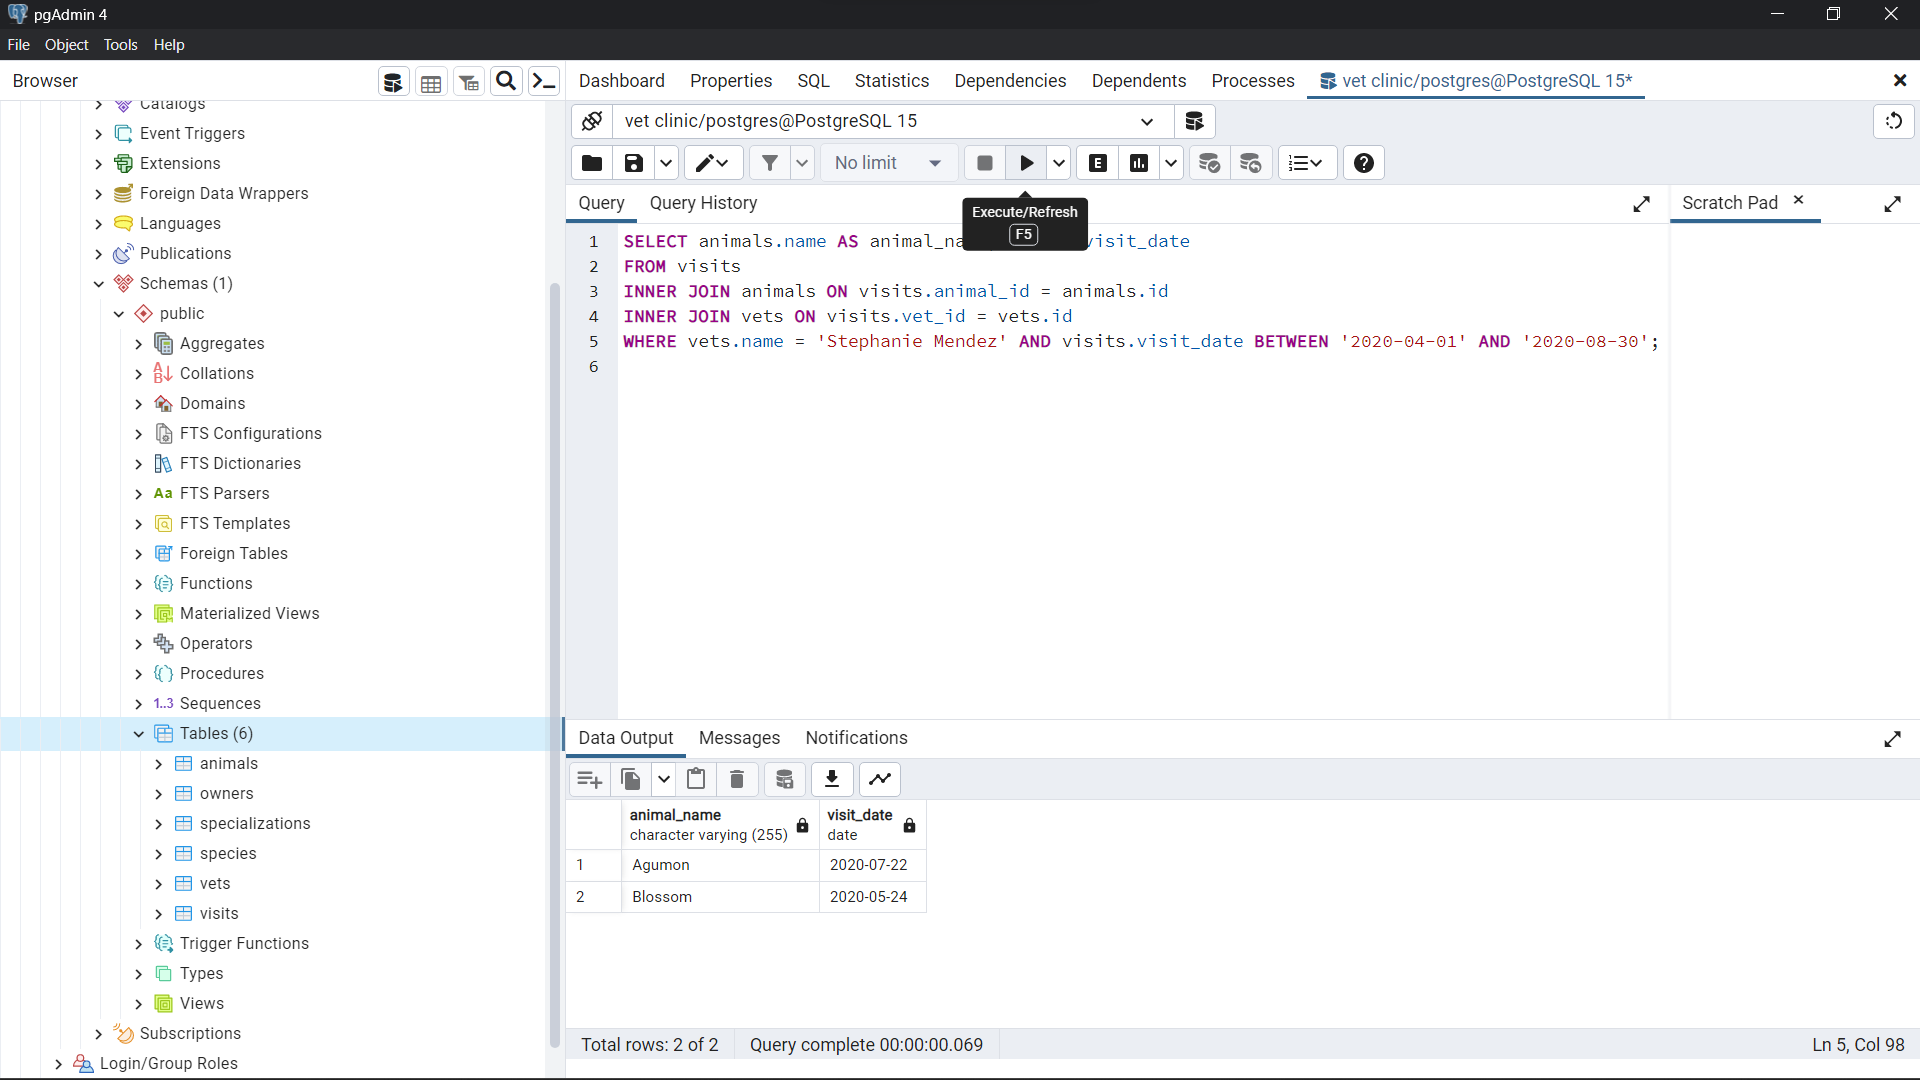 pgAdmin 4
File Object Tools Help
Browser
Dashboard Properties SQL Statistics Dependencies Dependents Processes vet clinic/postgres@PostgreSQL 15*
vet clinic/postgres@PostgreSQL 15
No limit
E
Execute/Refresh
F5
Query Query History
Scratch Pad
1 SELECT animals.name AS animal_na visit_date
2 FROM visits
3 INNER JOIN animals ON visits.animal_id = animals.id
4 INNER JOIN vets ON visits.vet_id = vets.id
5 WHERE vets.name = 'Stephanie Mendez' AND visits.visit_date BETWEEN '2020-04-01' AND '2020-08-30';
6
Catalogs
Event Triggers
Extensions
Foreign Data Wrappers
Languages
Publications
Schemas (1)
public
Aggregates
Collations
Domains
FTS Configurations
FTS Dictionaries
Aa FTS Parsers
FTS Templates
Foreign Tables
Functions
Materialized Views
Operators
Procedures
1..3 Sequences
Tables (6)
animals
owners
specializations
species
vets
visits
Trigger Functions
Types
Views
Subscriptions
Login/Group Roles
Data Output Messages Notifications
animal_name visit_date
character varying (255) date
1 Agumon 2020-07-22
2 Blossom 2020-05-24
Total rows: 2 of 2 Query complete 00:00:00.069
Ln 5, Col 98